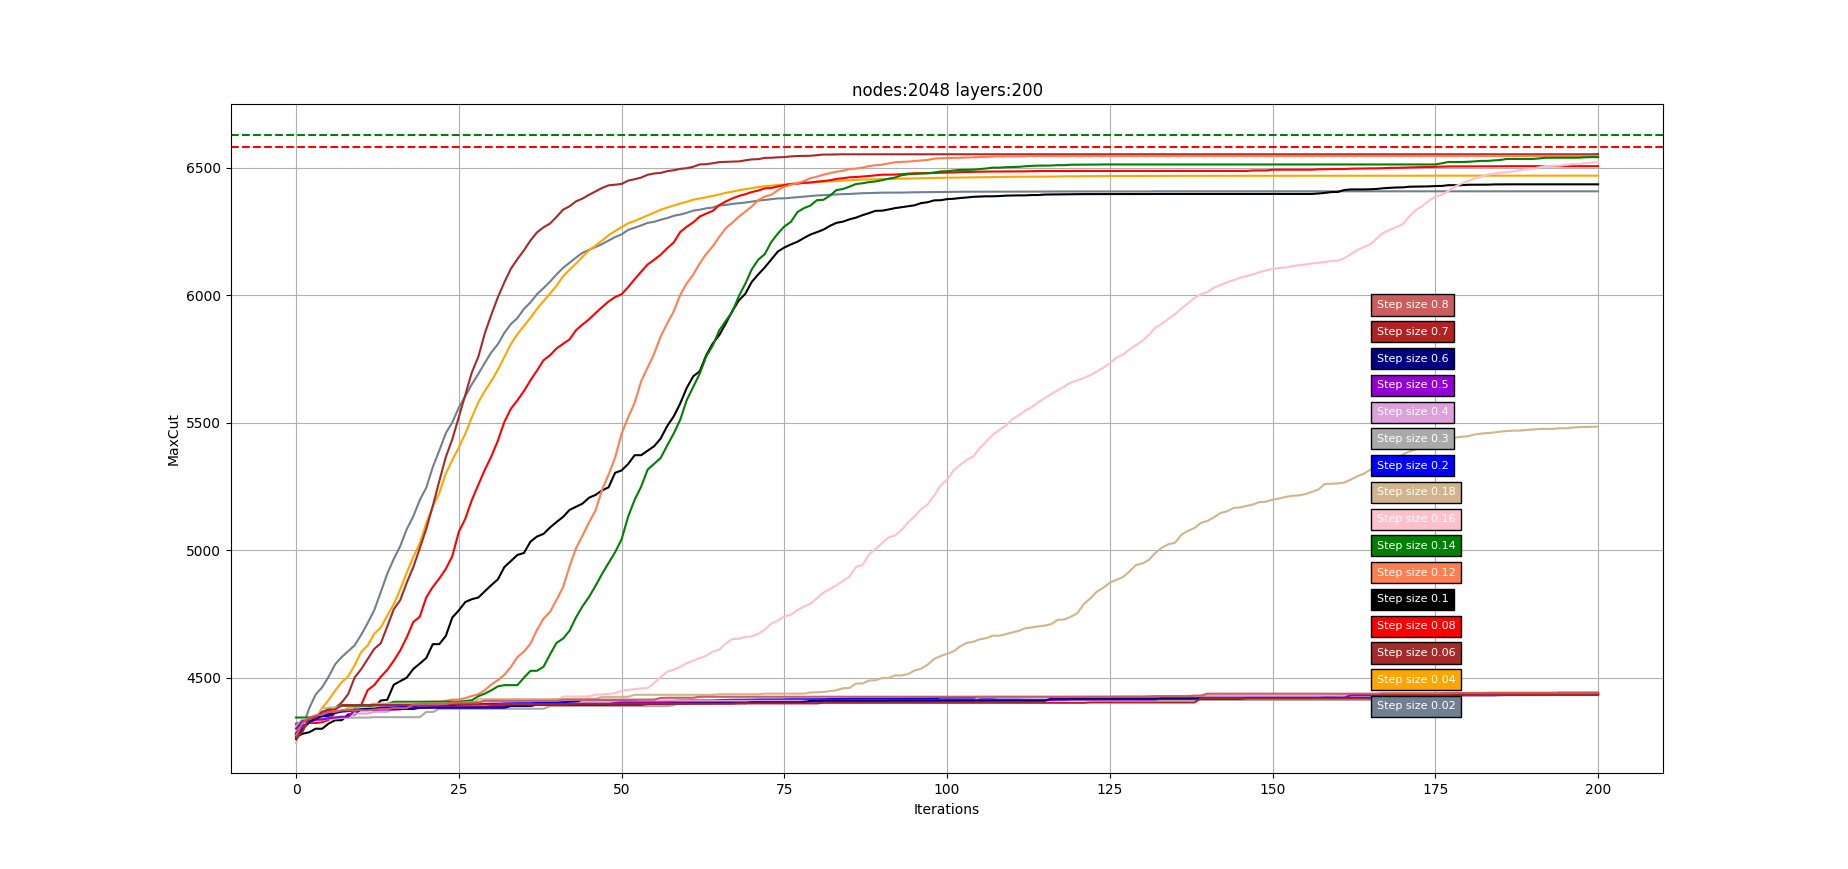 nodes:2048 layers:200
6500
6000
5500
5000
4500
MaxCut
Step size 0.8
Step size 0.7
Step size 0.6
Step size 0.5
Step size 0.4
Step size 0.3
Step size 0.2
Step size 0.18
Step size 0.16
Step size 0.14
Step size 0.12
Step size 0.1
Step size 0.08
Step size 0.06
Step size 0.04
Step size 0.02
0 25 50 75 100 125 150 175 200
Iterations